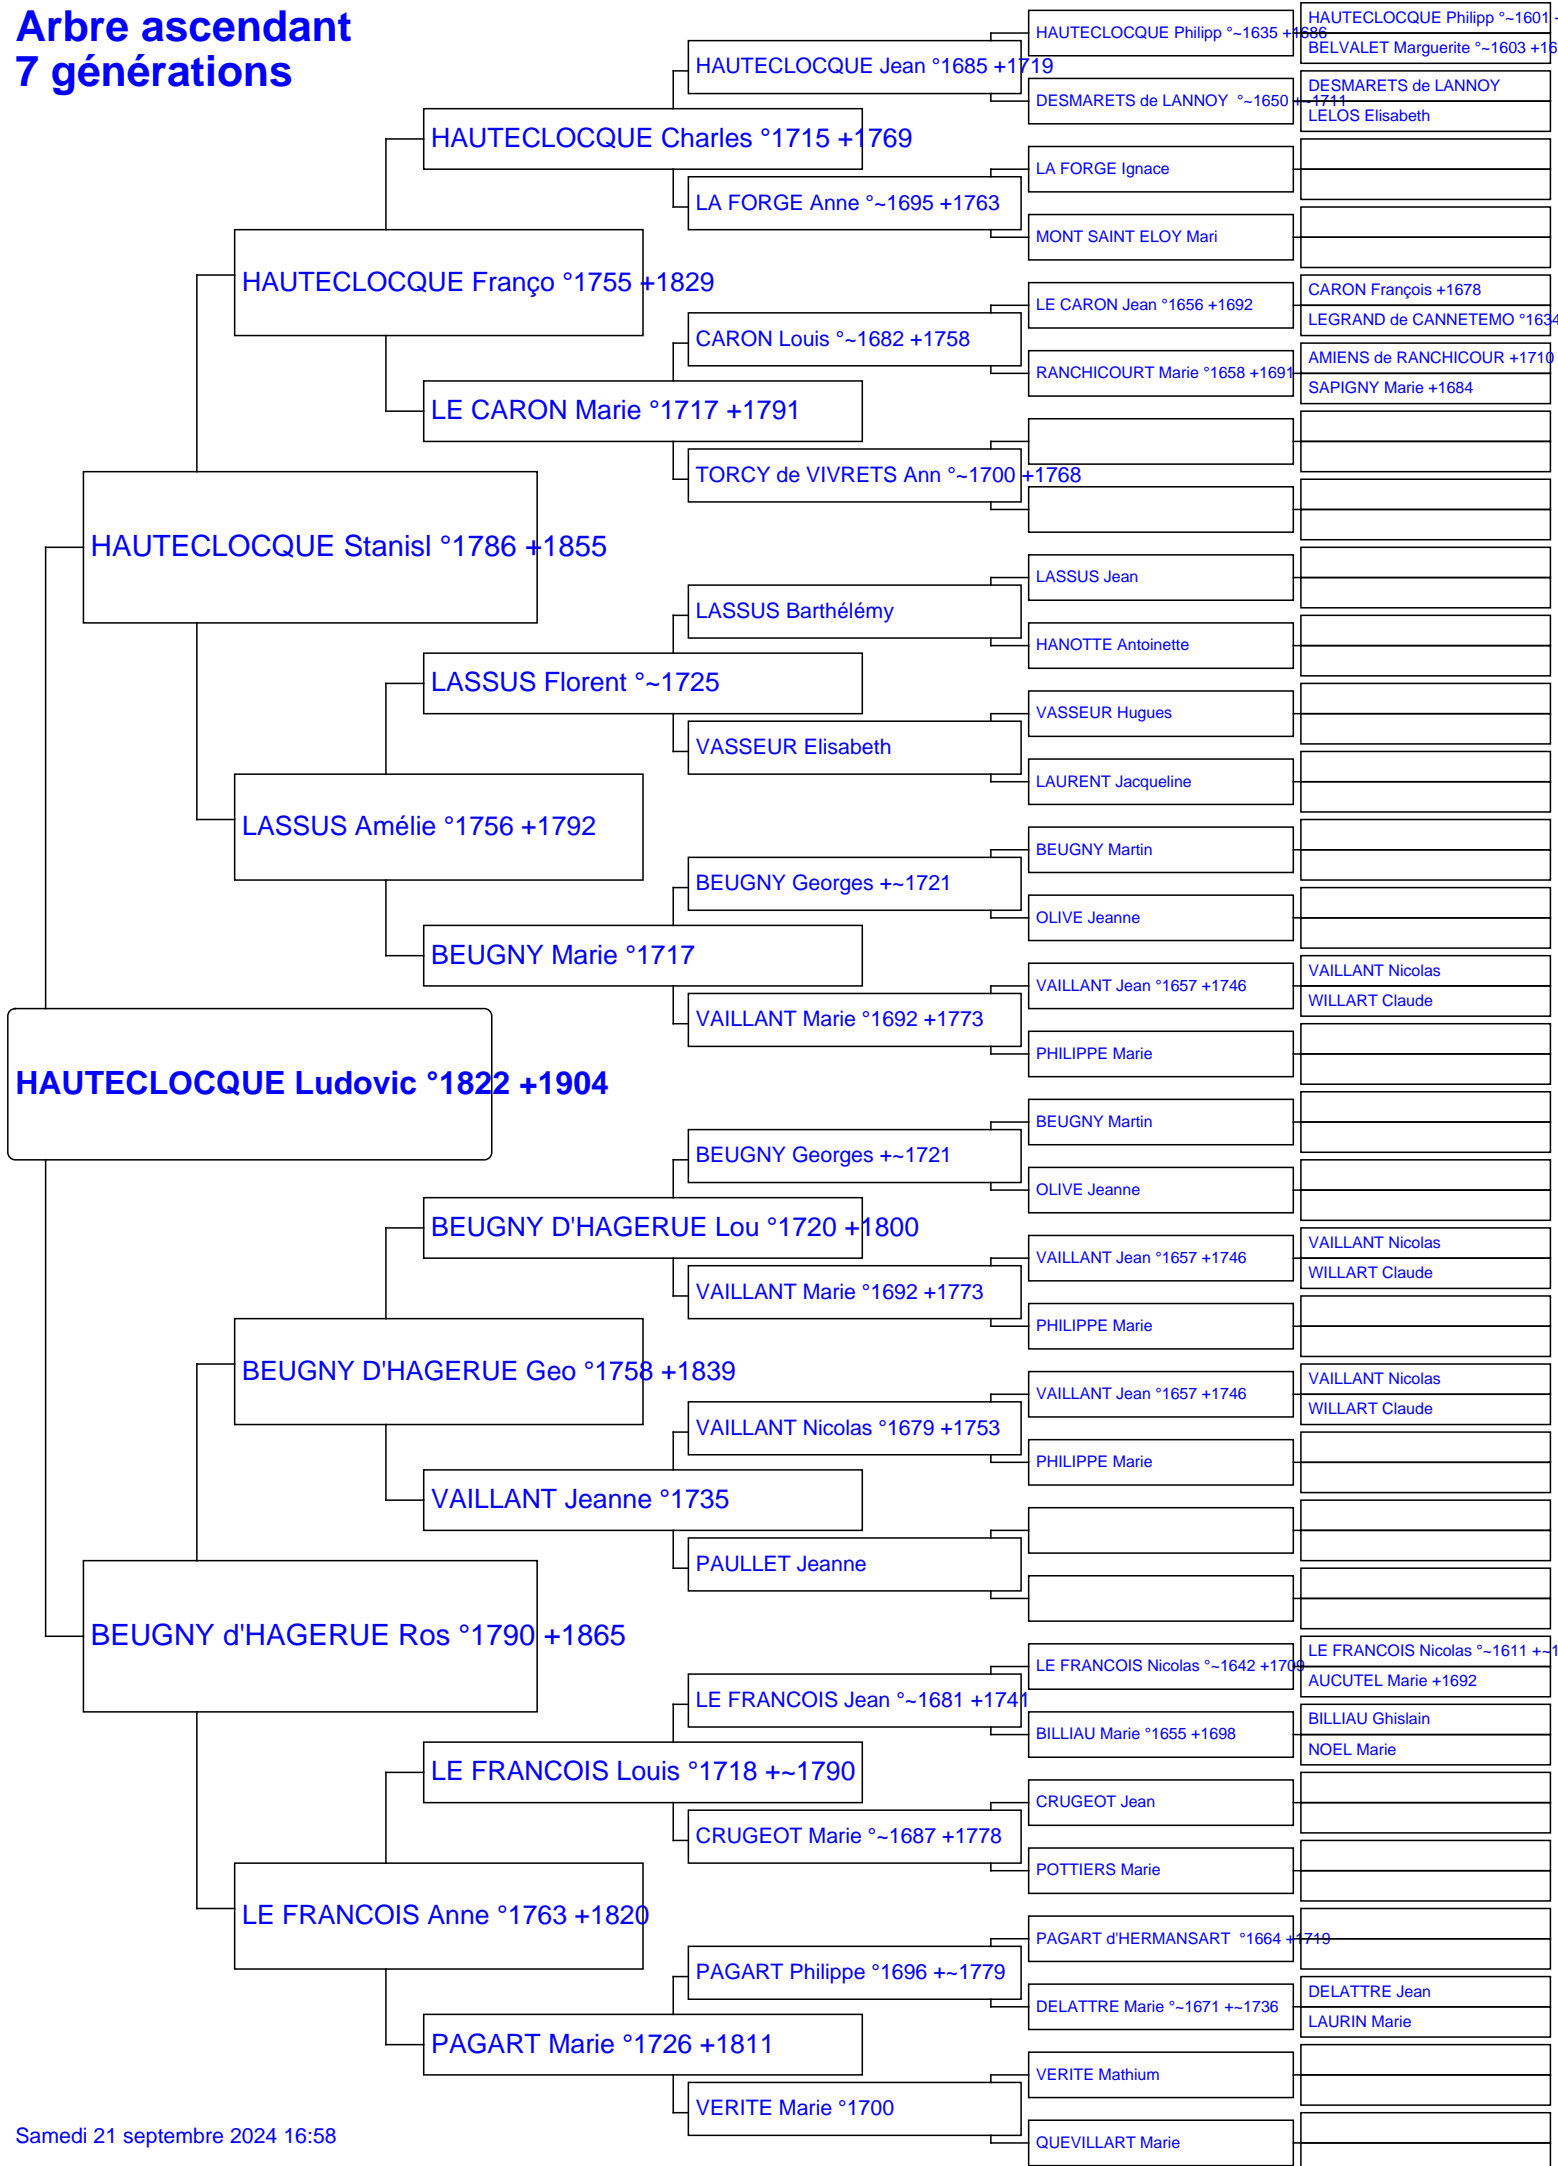 Arbre ascendant
7 générations
HAUTECLOCQUE Ludovic °1822 +1904
HAUTECLOCQUE Stanisl °1786 +1855
BEUGNY d'HAGERUE Ros °1790 +1865
HAUTECLOCQUE Franço °1755 +1829
LASSUS Amélie °1756 +1792
BEUGNY D'HAGERUE Geo °1758 +1839
LE FRANCOIS Anne °1763 +1820
HAUTECLOCQUE Charles °1715 +1769
LE CARON Marie °1717 +1791
LASSUS Florent °~1725
BEUGNY Marie °1717
BEUGNY D'HAGERUE Lou °1720 +1800
VAILLANT Jeanne °1735
LE FRANCOIS Louis °1718 +~1790
PAGART Marie °1726 +1811
HAUTECLOCQUE Jean °1685 +1719
LA FORGE Anne °~1695 +1763
CARON Louis °~1682 +1758
TORCY de VIVRETS Ann °~1700 +1768
LASSUS Barthélémy
VASSEUR Elisabeth
BEUGNY Georges +~1721
VAILLANT Marie °1692 +1773
BEUGNY Georges +~1721
VAILLANT Marie °1692 +1773
VAILLANT Nicolas °1679 +1753
PAULLET Jeanne
LE FRANCOIS Jean °~1681 +1741
CRUGEOT Marie °~1687 +1778
PAGART Philippe °1696 +~1779
VERITE Marie °1700
HAUTECLOCQUE Philipp °~1635 +1686
DESMARETS de LANNOY °~1650 +~1711
LA FORGE Ignace
MONT SAINT ELOY Mari
LE CARON Jean °1656 +1692
RANCHICOURT Marie °1658 +1691
LASSUS Jean
HANOTTE Antoinette
VASSEUR Hugues
LAURENT Jacqueline
BEUGNY Martin
OLIVE Jeanne
VAILLANT Jean °1657 +1746
PHILIPPE Marie
BEUGNY Martin
OLIVE Jeanne
VAILLANT Jean °1657 +1746
PHILIPPE Marie
VAILLANT Jean °1657 +1746
PHILIPPE Marie
LE FRANCOIS Nicolas °~1642 +1709
BILLIAU Marie °1655 +1698
CRUGEOT Jean
POTTIERS Marie
PAGART d'HERMANSART °1664 +1719
DELATTRE Marie °~1671 +~1736
VERITE Mathium
QUEVILLART Marie
HAUTECLOCQUE Philipp °~1601
BELVALET Marguerite °~1603 +16
DESMARETS de LANNOY
LELOS Elisabeth
CARON François +1678
LEGRAND de CANNETEMO °1634
AMIENS de RANCHICOUR +1710
SAPIGNY Marie +1684
VAILLANT Nicolas
WILLART Claude
VAILLANT Nicolas
WILLART Claude
VAILLANT Nicolas
WILLART Claude
LE FRANCOIS Nicolas °~1611 +~1
AUCUTEL Marie +1692
BILLIAU Ghislain
NOEL Marie
DELATTRE Jean
LAURIN Marie
Samedi 21 septembre 2024 16:58